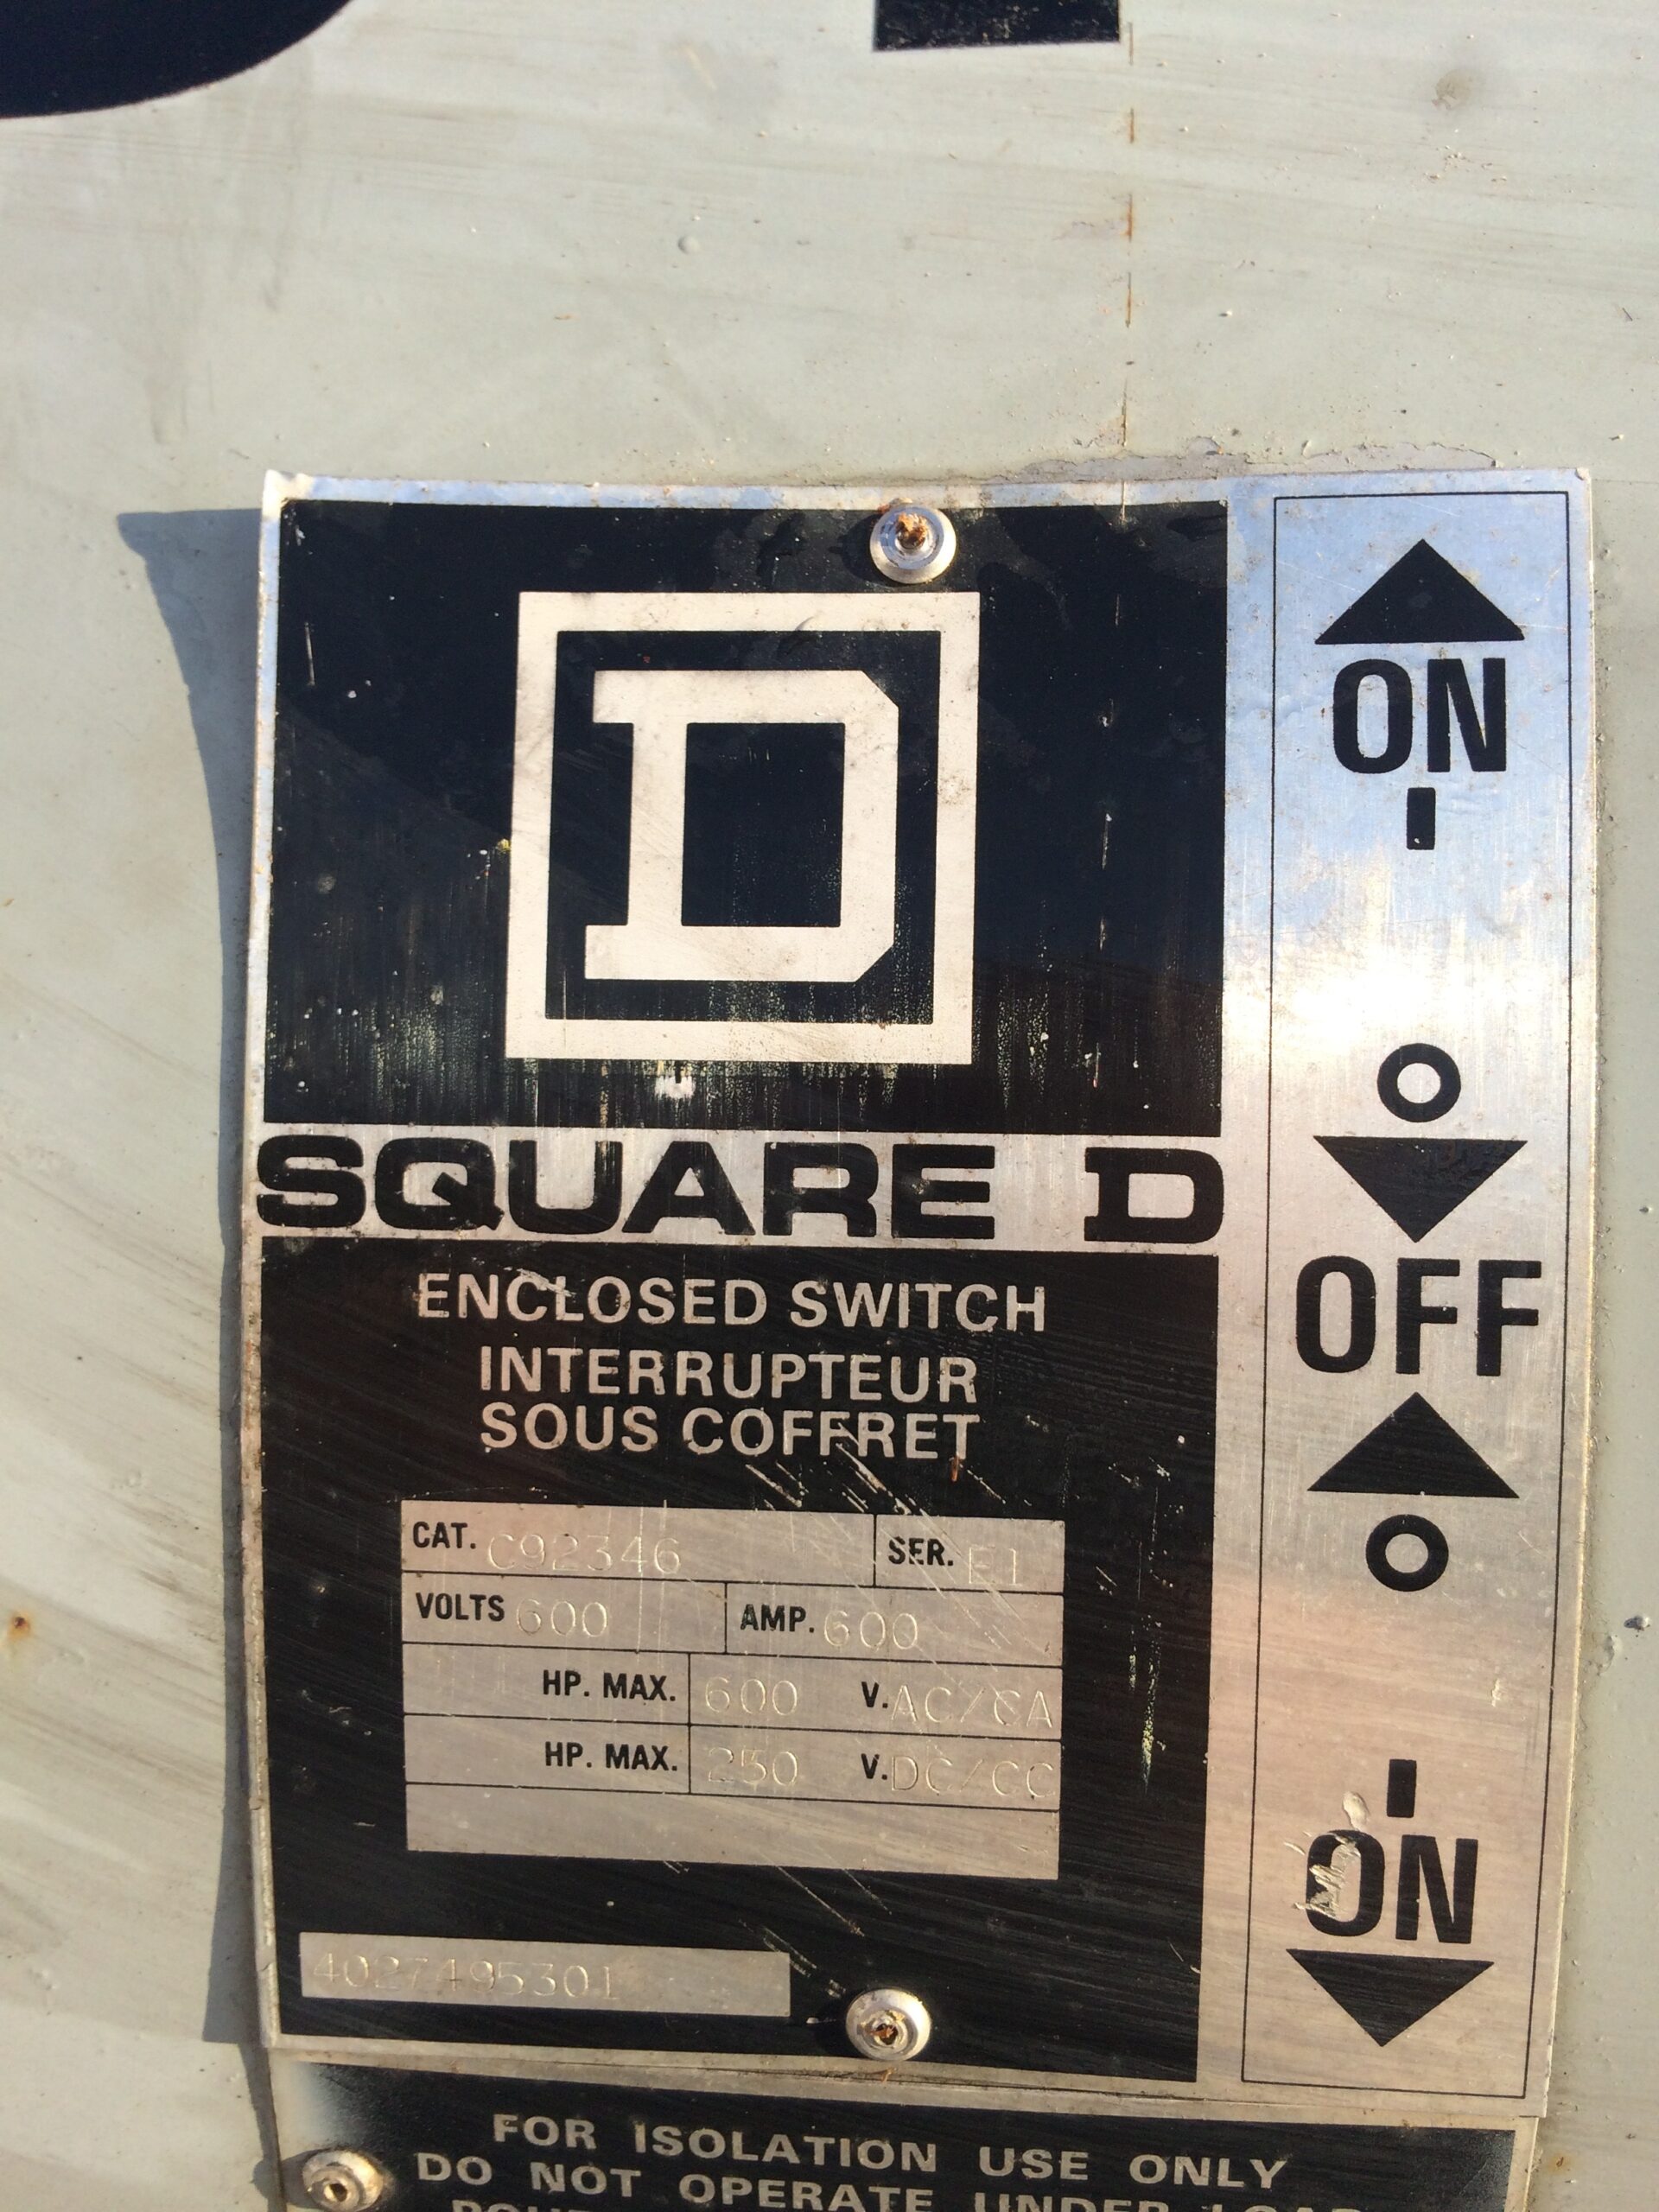 D
SQUARE D
ENCLOSED SWITCH
INTERRUPTEUR
SOUS COFFRET
CAT. C92346 SER. E1
VOLTS 600 AMP. 600
HP. MAX. 600 V. AC/CA
HP. MAX. 250 V. DC/CC
4027495301
ON
OFF
ON
FOR ISOLATION USE ONLY
DO NOT OPERATE UNDER LOAD